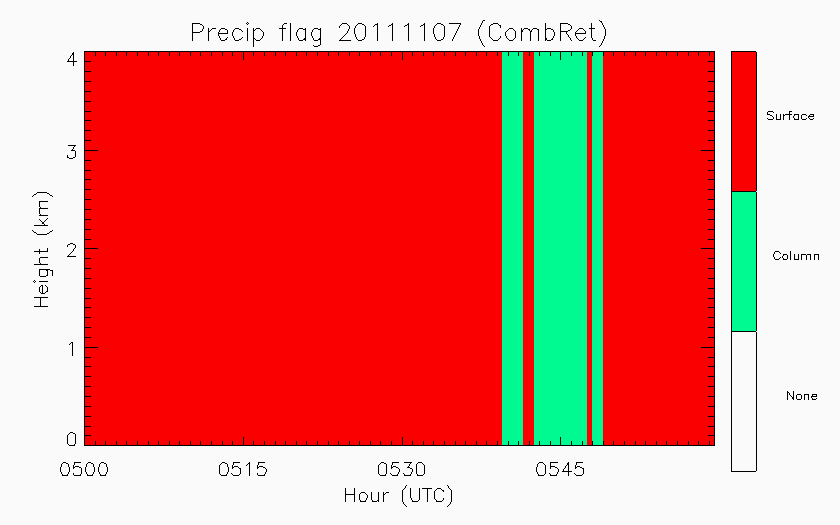 Precip flag 20111107 (CombRet)
4
3
2
1
0
Height (km)
0500 0515 0530 0545
Hour (UTC)
Surface
Column
None